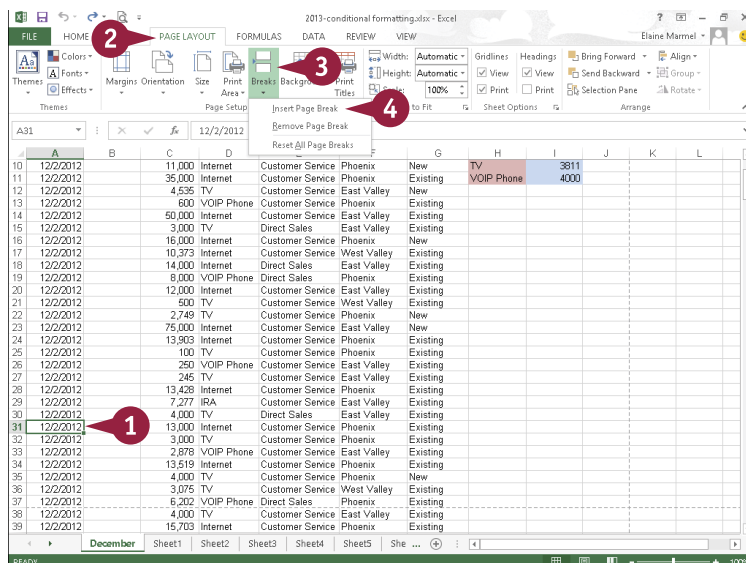 2013-conditional formatting.xlsx - Excel
FILE HOME PAGE LAYOUT FORMULAS DATA REVIEW VIEW Elaine Marmel
2
Colors
Fonts
Effects
Themes
Themes
Margins Orientation Size Print Area Breaks Print Titles
Page Setup
3
Width: Automatic
Height: Automatic
100%
to Fit
Gridlines Headings
View View
Print Print
Sheet Options
Bring Forward Align
Send Backward Group
Selection Pane Rotate
Arrange
Insert Page Break
Remove Page Break
Reset All Page Breaks
4
A31 fx 12/2/2012
A B C D F G H I J K L
10 12/2/2012 11,000 Internet Customer Service Phoenix New TV 3811
11 12/2/2012 35,000 Internet Customer Service Phoenix Existing VOIP Phone 4000
12 12/2/2012 4,535 TV Customer Service East Valley New
13 12/2/2012 600 VOIP Phone Customer Service Phoenix Existing
14 12/2/2012 50,000 Internet Customer Service East Valley Existing
15 12/2/2012 3,000 TV Direct Sales East Valley Existing
16 12/2/2012 16,000 Internet Customer Service Phoenix New
17 12/2/2012 10,373 Internet Customer Service West Valley Existing
18 12/2/2012 14,000 Internet Direct Sales East Valley Existing
19 12/2/2012 8,000 VOIP Phone Direct Sales Phoenix Existing
20 12/2/2012 12,000 Internet Customer Service East Valley Existing
21 12/2/2012 500 TV Customer Service West Valley Existing
22 12/2/2012 2,749 TV Customer Service Phoenix New
23 12/2/2012 75,000 Internet Customer Service East Valley New
24 12/2/2012 13,903 Internet Customer Service Phoenix Existing
25 12/2/2012 100 TV Customer Service Phoenix Existing
26 12/2/2012 250 VOIP Phone Customer Service East Valley Existing
27 12/2/2012 245 TV Customer Service East Valley Existing
28 12/2/2012 13,428 Internet Customer Service Phoenix Existing
29 12/2/2012 7,277 IRA Customer Service East Valley Existing
30 12/2/2012 4,000 TV Direct Sales East Valley Existing
31 12/2/2012 13,000 Internet Customer Service Phoenix Existing
1
32 12/2/2012 3,000 TV Customer Service Phoenix Existing
33 12/2/2012 2,878 VOIP Phone Customer Service East Valley Existing
34 12/2/2012 13,519 Internet Customer Service Phoenix Existing
35 12/2/2012 4,000 TV Customer Service Phoenix New
36 12/2/2012 3,075 TV Customer Service West Valley Existing
37 12/2/2012 6,202 VOIP Phone Direct Sales Phoenix Existing
38 12/2/2012 4,000 TV Customer Service East Valley Existing
39 12/2/2012 15,703 Internet Customer Service Phoenix Existing
December Sheet1 Sheet2 Sheet3 Sheet4 Sheet5 She ...
READY 100%